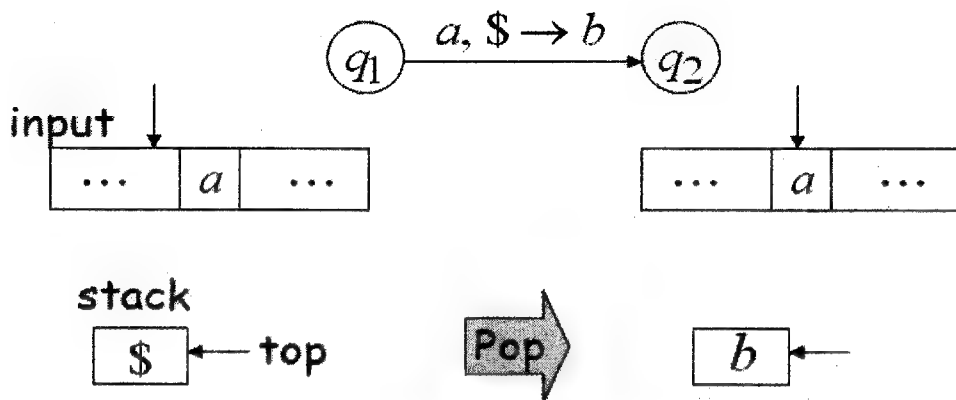 a, $ → b
q1 q2
input
... a ... ... a ...
stack
$ top Pop b